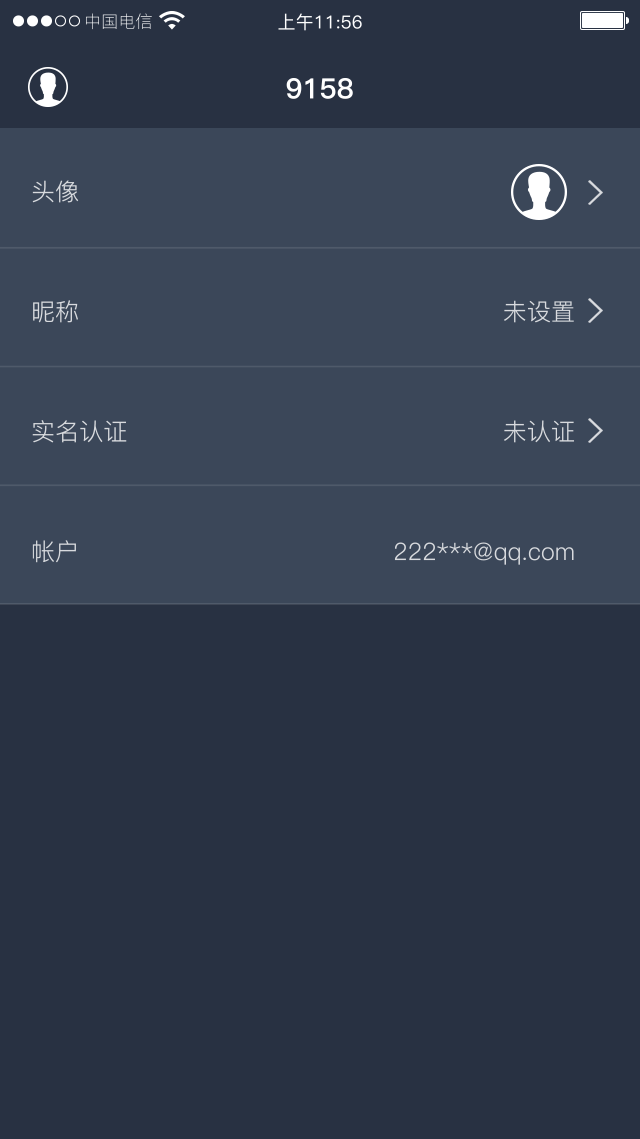 中国电信
上午11:56
9158
头像
昵称
未设置
实名认证
未认证
帐户
222***@qq.com